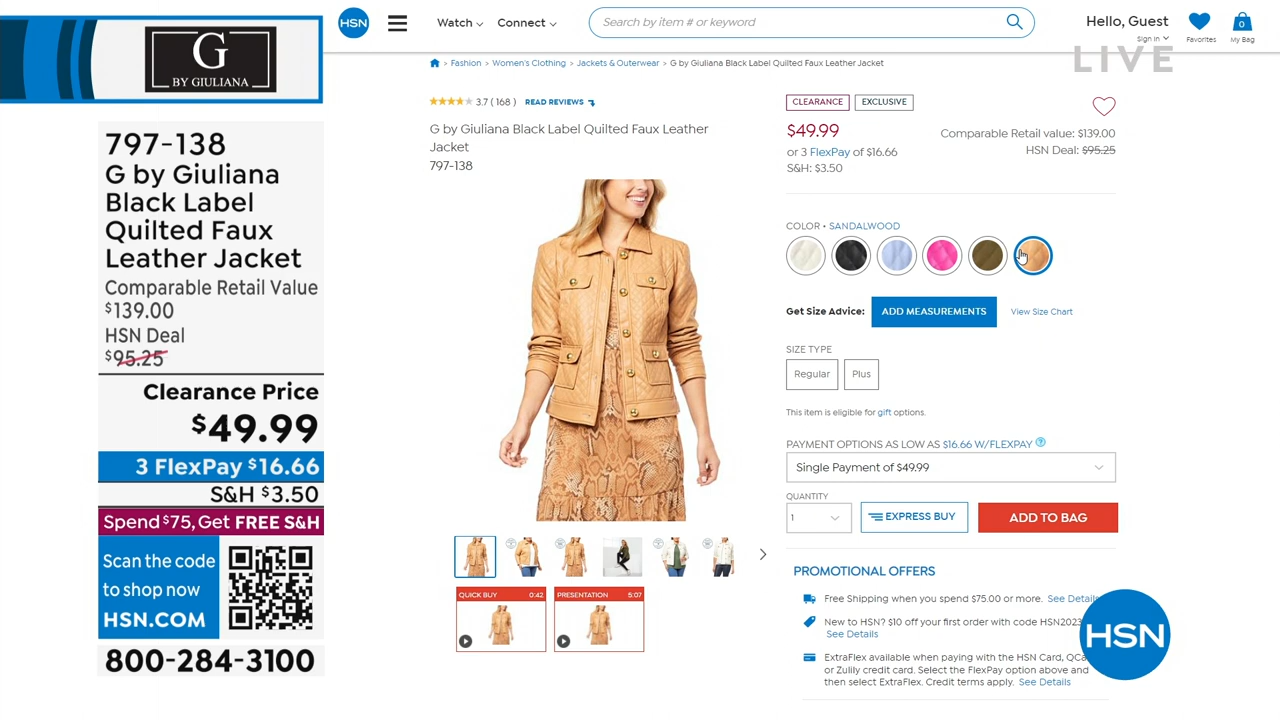 G
BY GIULIANA
797-138
G by Giuliana
Black Label
Quilted Faux
Leather Jacket
Comparable Retail Value
$139.00
HSN Deal
$95.25
Clearance Price
$49.99
3 FlexPay $16.66
S&H $3.50
Spend $75, Get FREE S&H
Scan the code
to shop now
HSN.COM
800-284-3100
HSN
Watch
Connect
Search by item # or keyword
Hello, Guest
Sign In
Favorites
0
My Bag
LIVE
> Fashion > Women's Clothing > Jackets & Outerwear > G by Giuliana Black Label Quilted Faux Leather Jacket
3.7 ( 168 ) READ REVIEWS
G by Giuliana Black Label Quilted Faux Leather
Jacket
797-138
QUICK BUY 0:42
PRESENTATION 5:07
CLEARANCE
EXCLUSIVE
$49.99
or 3 FlexPay of $16.66
S&H: $3.50
Comparable Retail value: $139.00
HSN Deal: $95.25
COLOR • SANDALWOOD
Get Size Advice: ADD MEASUREMENTS View Size Chart
SIZE TYPE
Regular
Plus
This item is eligible for gift options.
PAYMENT OPTIONS AS LOW AS $16.66 W/FLEXPAY ?
Single Payment of $49.99
QUANTITY
1
EXPRESS BUY
ADD TO BAG
PROMOTIONAL OFFERS
Free Shipping when you spend $75.00 or more. See Details
New to HSN? $10 off your first order with code HSN2023
See Details
ExtraFlex available when paying with the HSN Card, QCard
or Zulily credit card. Select the FlexPay option above and
then select ExtraFlex. Credit terms apply. See Details
HSN